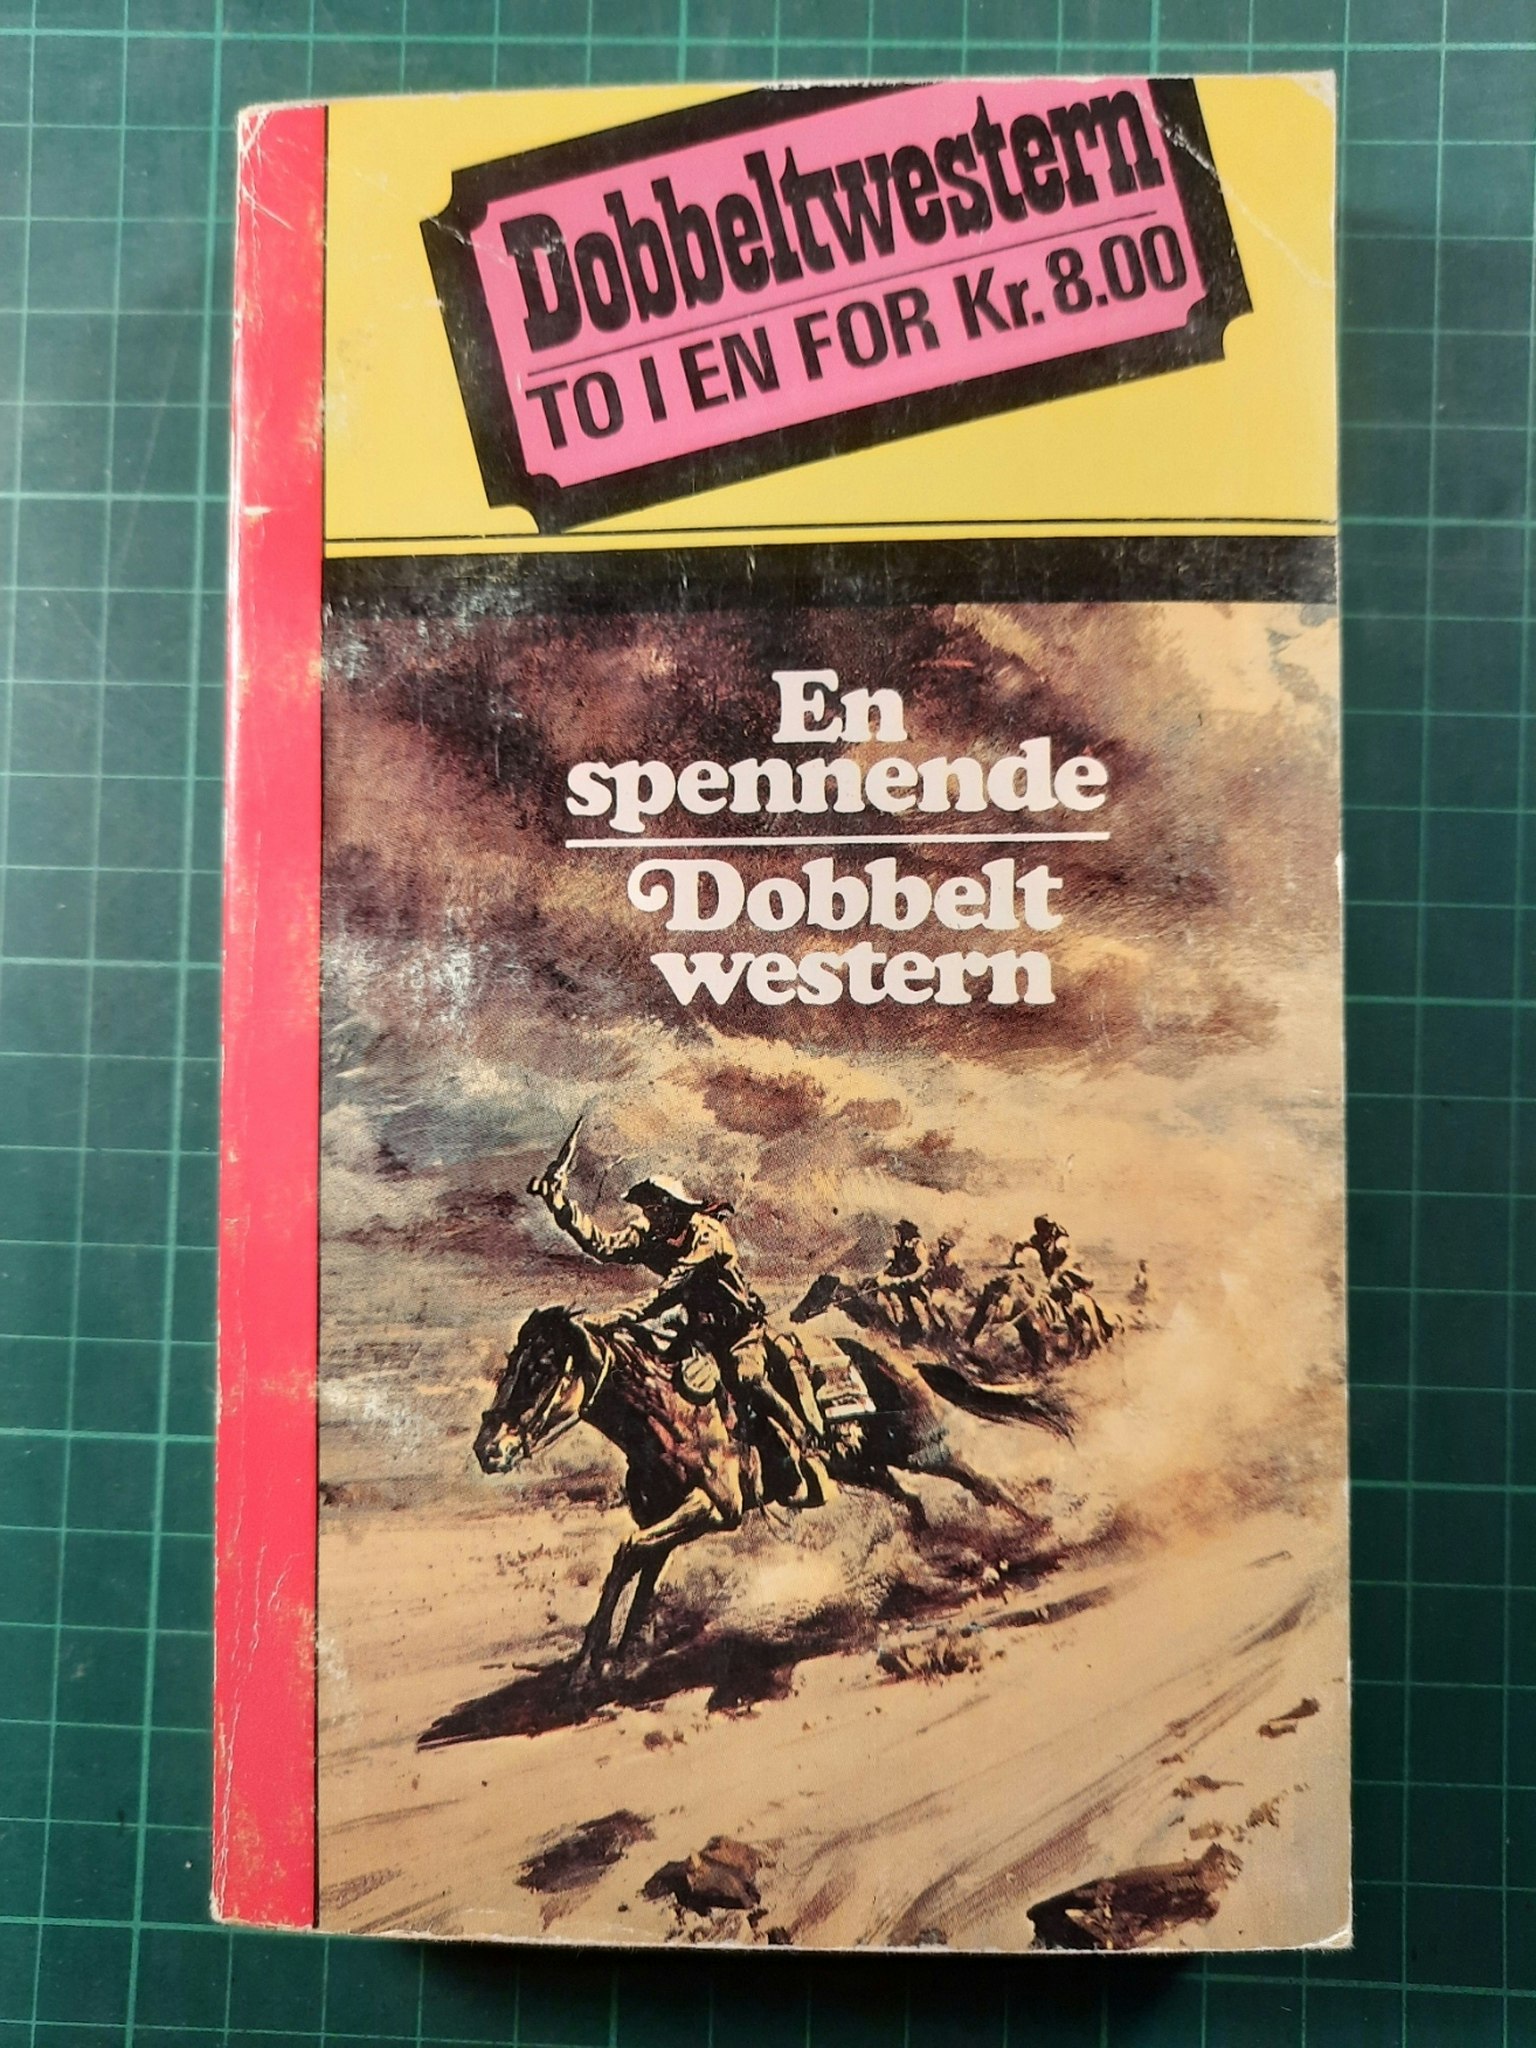 Dobbeltwestern
TO I EN FOR Kr. 8.00
En
spennende
Dobbelt
western